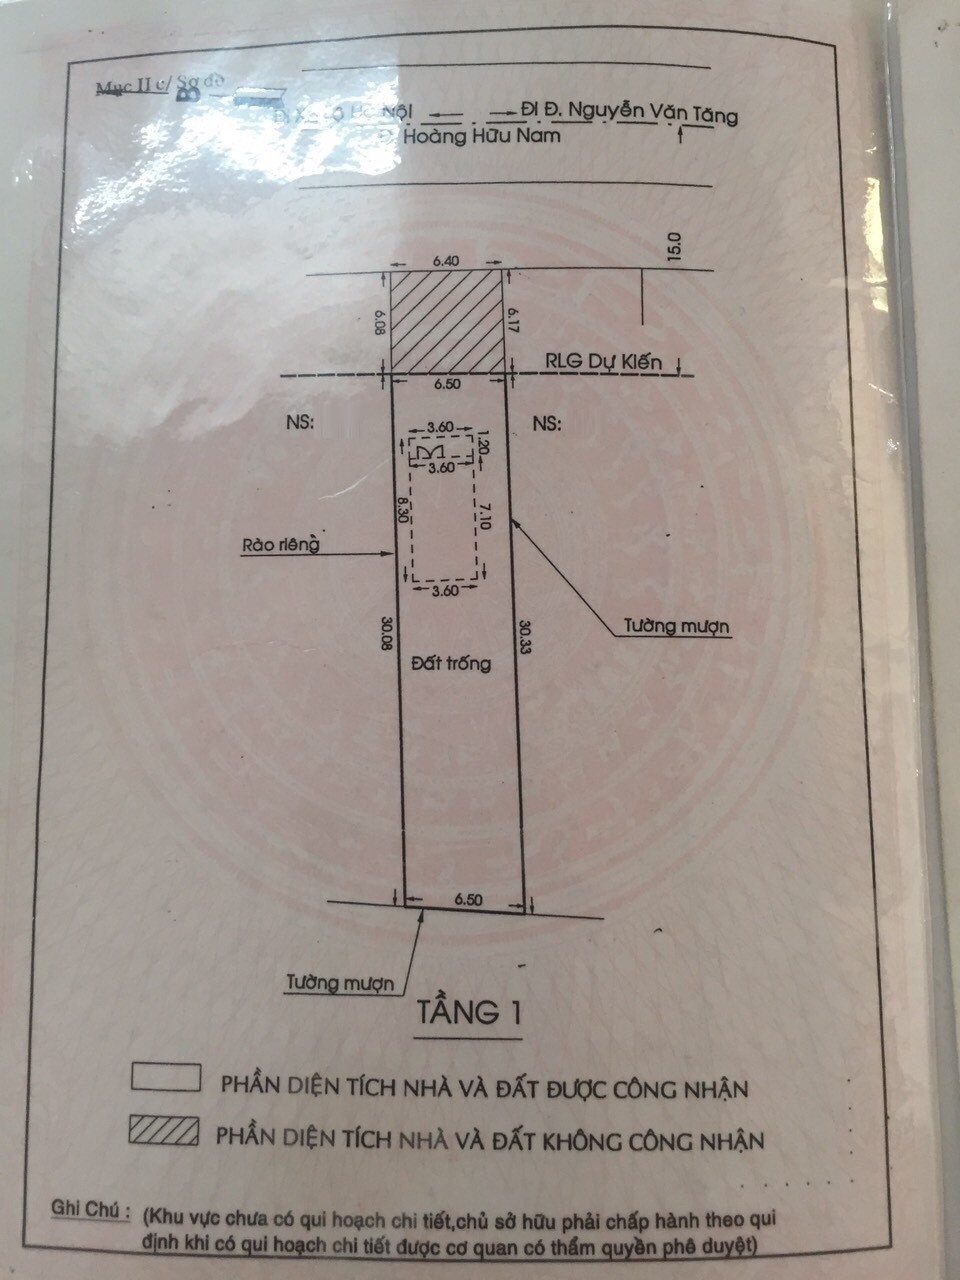 Mục II c/ Sơ đồ
Nội ĐI Đ. Nguyễn Văn Tăng
Đ. Hoàng Hữu Nam
15.0
6.40
6.08
6.17
RLG Dự Kiến
6.50
NS:
NS:
3.60
1.20
3.60
8.30
7.10
Rào riêng
3.60
Tường mượn
30.08
30.33
Đất trống
6.50
Tường mượn
TẦNG 1
PHẦN DIỆN TÍCH NHÀ VÀ ĐẤT ĐƯỢC CÔNG NHẬN
PHẦN DIỆN TÍCH NHÀ VÀ ĐẤT KHÔNG CÔNG NHẬN
Ghi Chú : (Khu vực chưa có qui hoạch chi tiết,chủ sở hữu phải chấp hành theo qui
định khi có qui hoạch chi tiết được cơ quan có thẩm quyền phê duyệt)